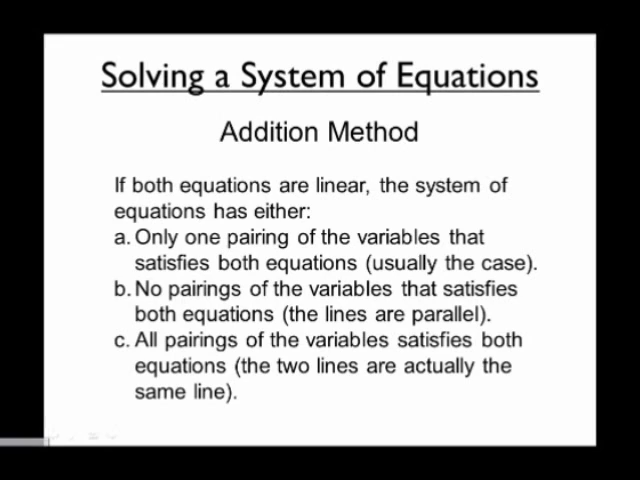 Solving a System of Equations
Addition Method
If both equations are linear, the system of
equations has either:
a. Only one pairing of the variables that
satisfies both equations (usually the case).
b. No pairings of the variables that satisfies
both equations (the lines are parallel).
c. All pairings of the variables satisfies both
equations (the two lines are actually the
same line).